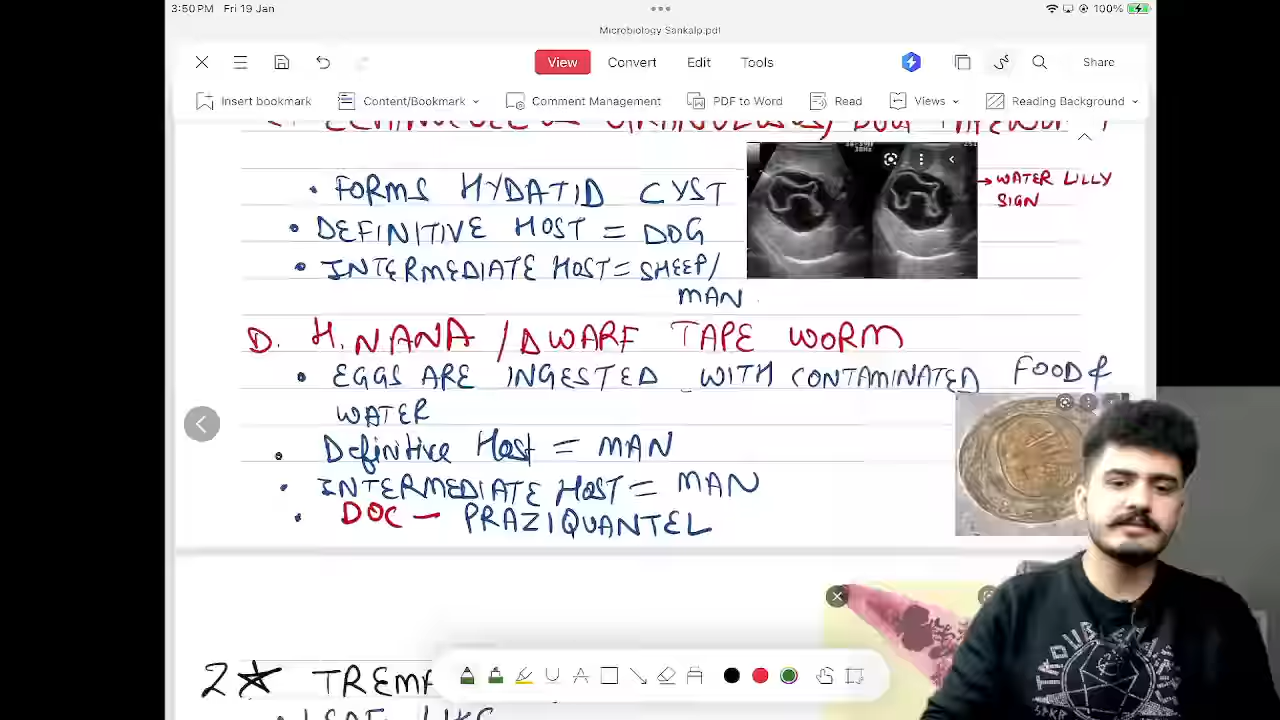 3:50 PM Fri 19 Jan
100%
Microbiology Sankalp.pdf
View Convert Edit Tools Share
Insert bookmark Content/Bookmark Comment Management PDF to Word Read Views Reading Background
FORMS HYDATID CYST
→ WATER LILLY
SIGN
• DEFINITIVE HOST = DOG
• INTERMEDIATE HOST = SHEEP/
MAN
D. H. NANA / DWARF TAPE WORM
• EGGS ARE INGESTED WITH CONTAMINATED FOOD &
WATER
• Definitive Host = MAN
• INTERMEDIATE HOST = MAN
• DOC — PRAZIQUANTEL
2★